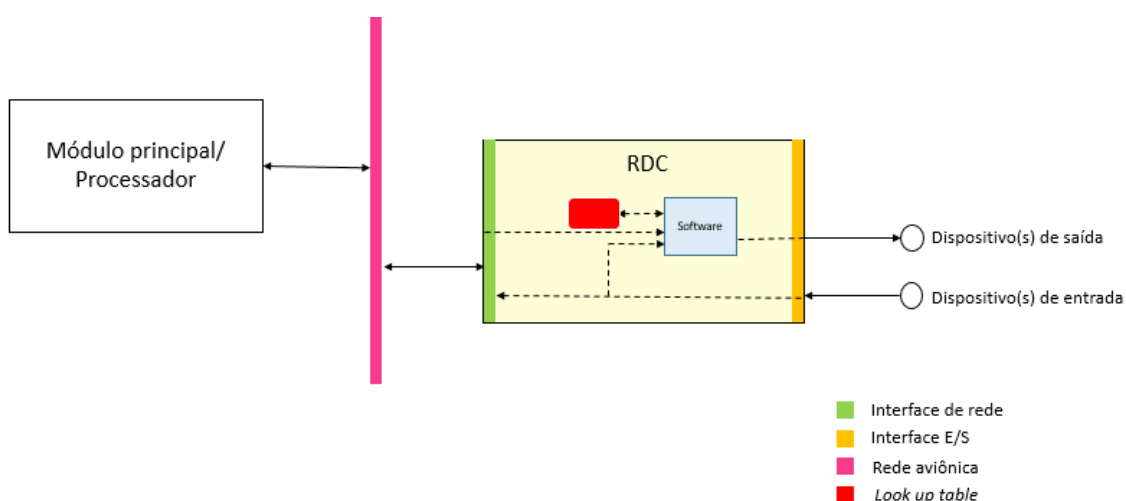 Módulo principal/
Processador
RDC
Software
Dispositivo(s) de saída
Dispositivo(s) de entrada
Interface de rede
Interface E/S
Rede aviônica
Look up table